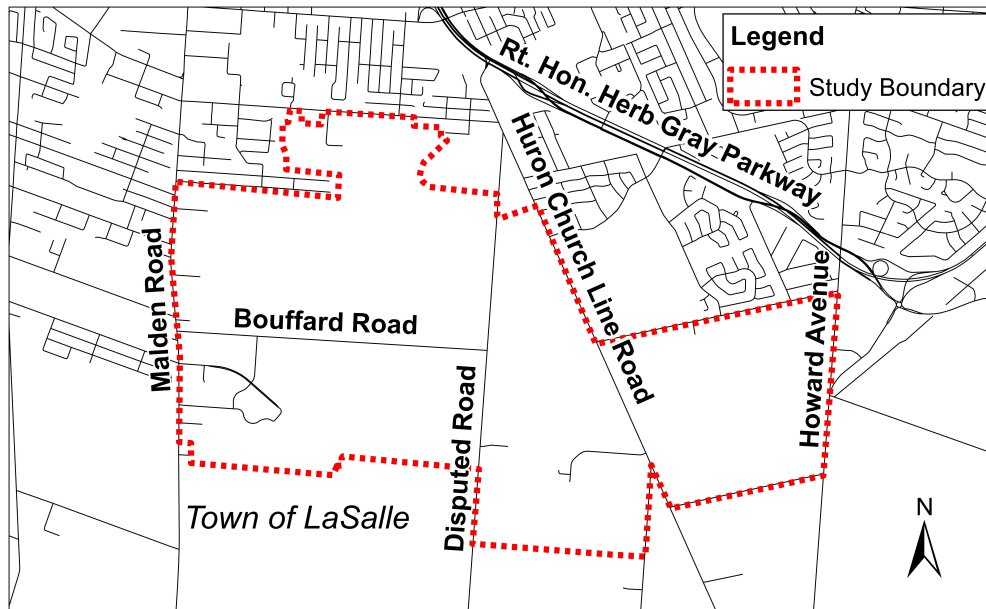 Legend
Study Boundary
Rt. Hon. Herb Gray Parkway
Huron Church Line Road
Malden Road
Bouffard Road
Howard Avenue
Disputed Road
Town of LaSalle
N